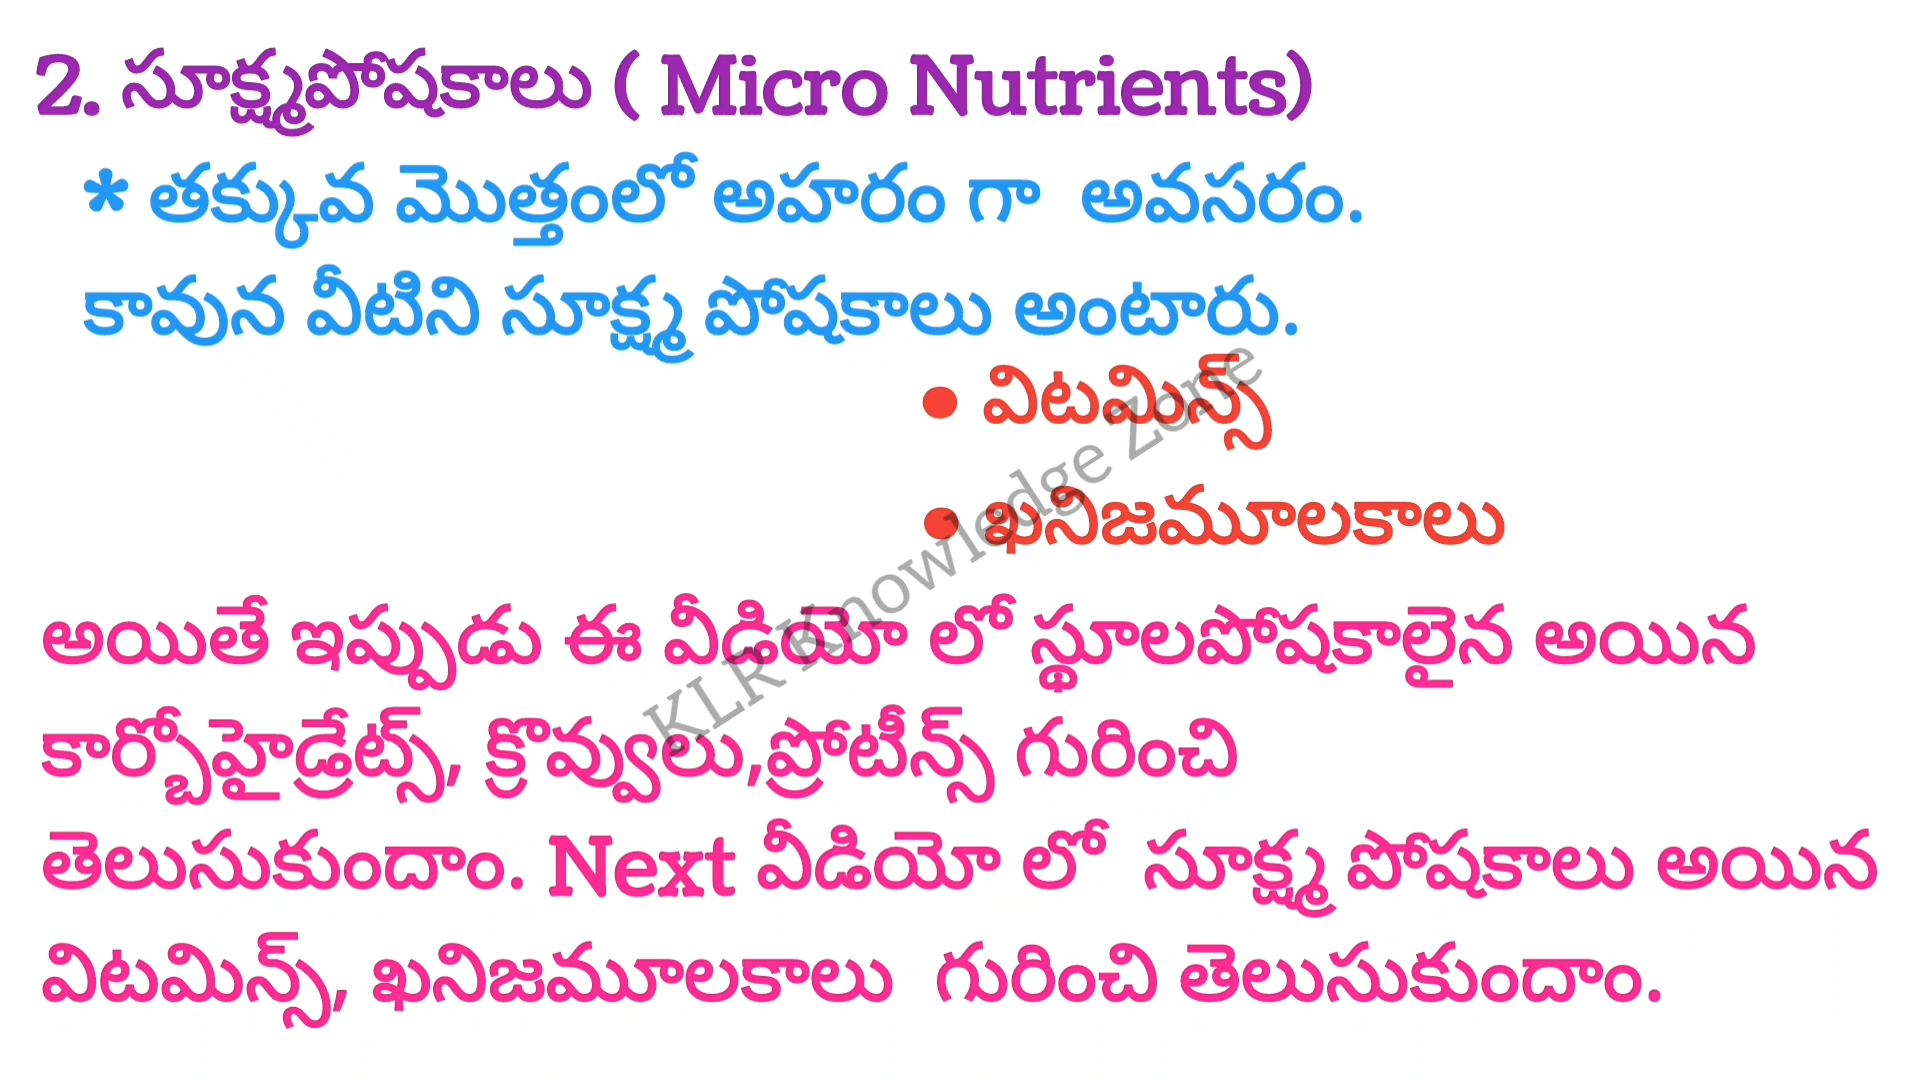 2. సూక్ష్మపోషకాలు ( Micro Nutrients)
* తక్కువ మొత్తంలో అహరం గా అవసరం.
కావున వీటిని సూక్ష్మ పోషకాలు అంటారు.
• విటమిన్స్
• ఖనిజమూలకాలు
KLR Knowledge Zone
అయితే ఇప్పుడు ఈ వీడియో లో స్థూలపోషకాలైన అయిన
కార్బోహైడ్రేట్స్, క్రొవ్వులు,ప్రోటీన్స్ గురించి
తెలుసుకుందాం. Next వీడియో లో సూక్ష్మ పోషకాలు అయిన
విటమిన్స్, ఖనిజమూలకాలు గురించి తెలుసుకుందాం.